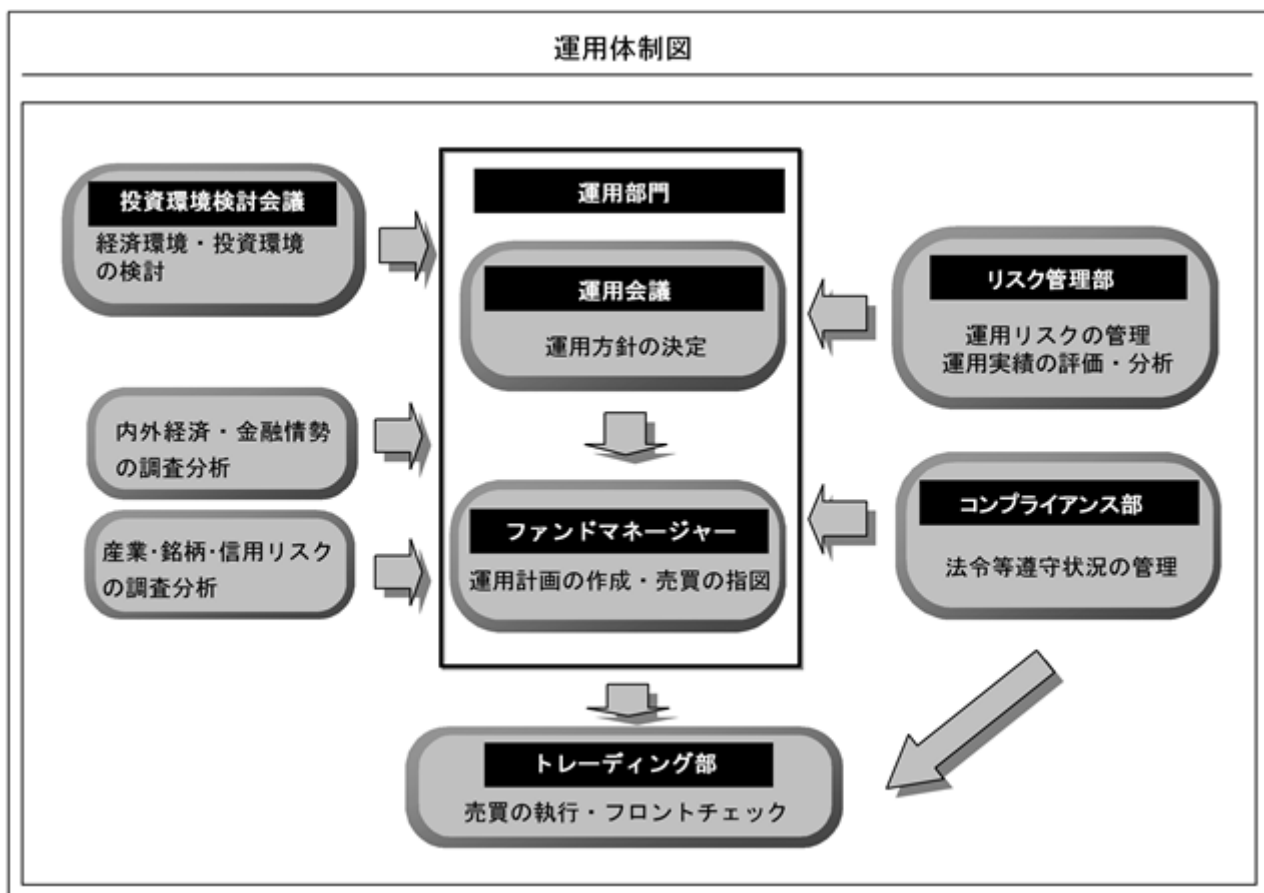 運用体制図
投資環境検討会議
経済環境・投資環境
の検討
内外経済・金融情勢
の調査分析
産業・銘柄・信用リスク
の調査分析
運用部門
運用会議
運用方針の決定
ファンドマネージャー
運用計画の作成・売買の指図
リスク管理部
運用リスクの管理
運用実績の評価・分析
コンプライアンス部
法令等遵守状況の管理
トレーディング部
売買の執行・フロントチェック